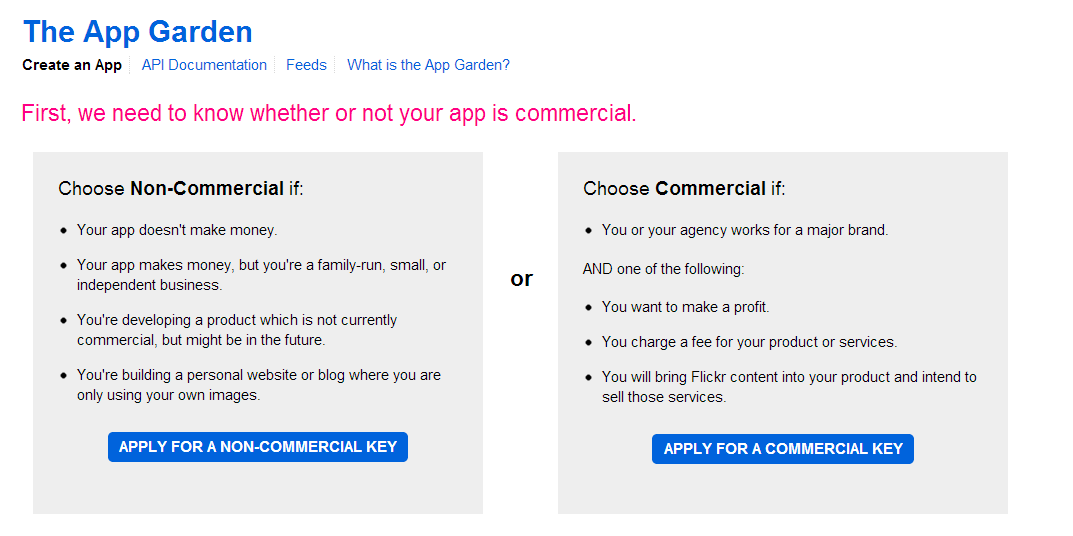 The App Garden
Create an App API Documentation Feeds What is the App Garden?
First, we need to know whether or not your app is commercial.
Choose Non-Commercial if:
• Your app doesn't make money.
• Your app makes money, but you're a family-run, small, or
independent business.
• You're developing a product which is not currently
commercial, but might be in the future.
• You're building a personal website or blog where you are
only using your own images.
APPLY FOR A NON-COMMERCIAL KEY
or
Choose Commercial if:
• You or your agency works for a major brand.
AND one of the following:
• You want to make a profit.
• You charge a fee for your product or services.
• You will bring Flickr content into your product and intend to
sell those services.
APPLY FOR A COMMERCIAL KEY